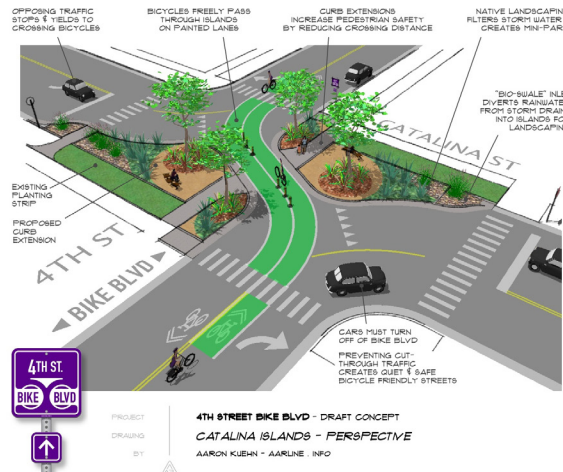 OPPOSING TRAFFIC
STOPS & YIELDS TO
CROSSING BICYCLES
BICYCLES FREELY PASS
THROUGH ISLANDS
ON PAINTED LANES
CURB EXTENSIONS
INCREASE PEDESTRIAN SAFETY
BY REDUCING CROSSING DISTANCE
NATIVE LANDSCAPIN
FILTERS STORM WATER
CREATES MINI-PAR
"BIO-SWALE" INLE
DIVERTS RAINWATE
FROM STORM DRAIN
INTO ISLANDS FO
LANDSCAPIN
CATALINA ST
EXISTING
PLANTING
STRIP
PROPOSED
CURB
EXTENSION
4TH ST
BIKE BLVD
CARS MUST TURN
OFF OF BIKE BLVD
PREVENTING CUT-
THROUGH TRAFFIC
CREATES QUIET & SAFE
BICYCLE FRIENDLY STREETS
4TH ST.
BIKE BLVD
PROJECT 4TH STREET BIKE BLVD - DRAFT CONCEPT
DRAWING CATALINA ISLANDS - PERSPECTIVE
BY AARON KUEHN - AARLINE . INFO